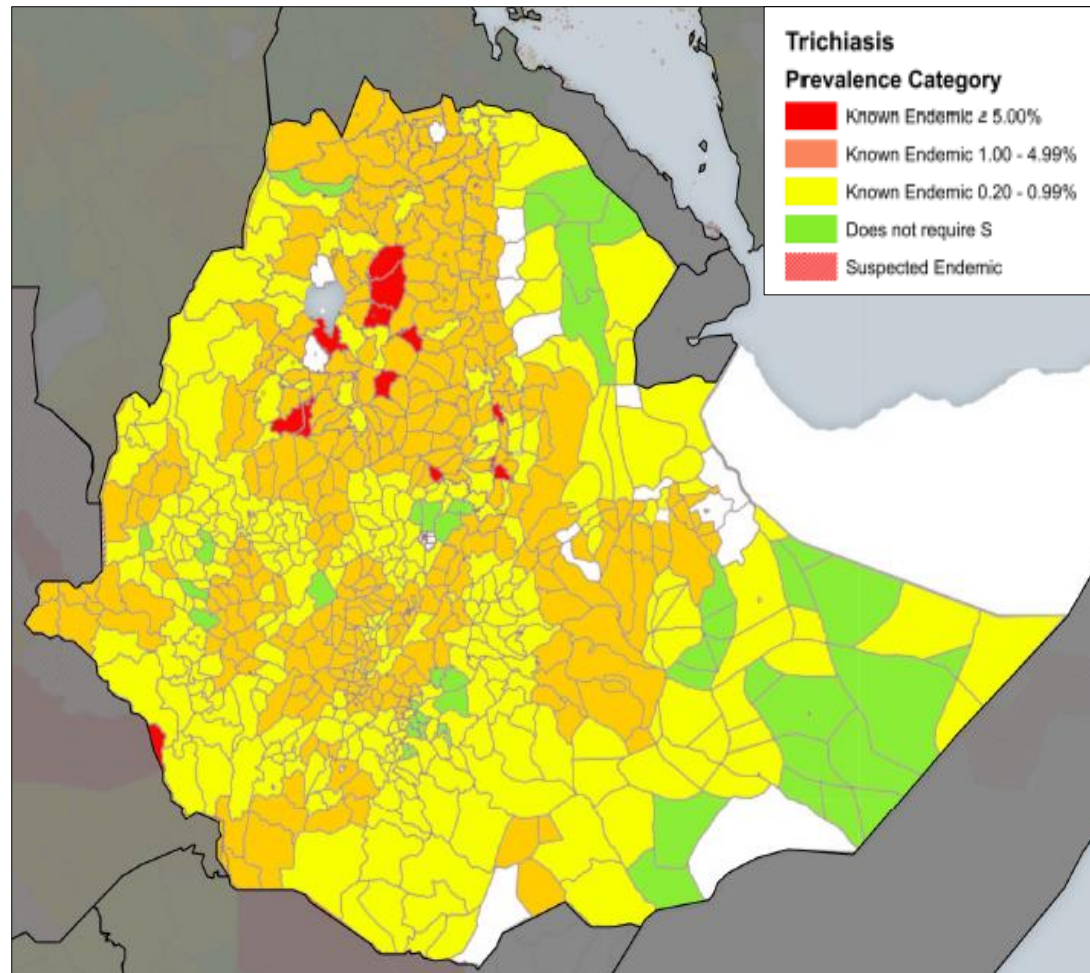 Trichiasis
Prevalence Category
Known Endemic ≥ 5.00%
Known Endemic 1.00 - 4.99%
Known Endemic 0.20 - 0.99%
Does not require S
Suspected Endemic